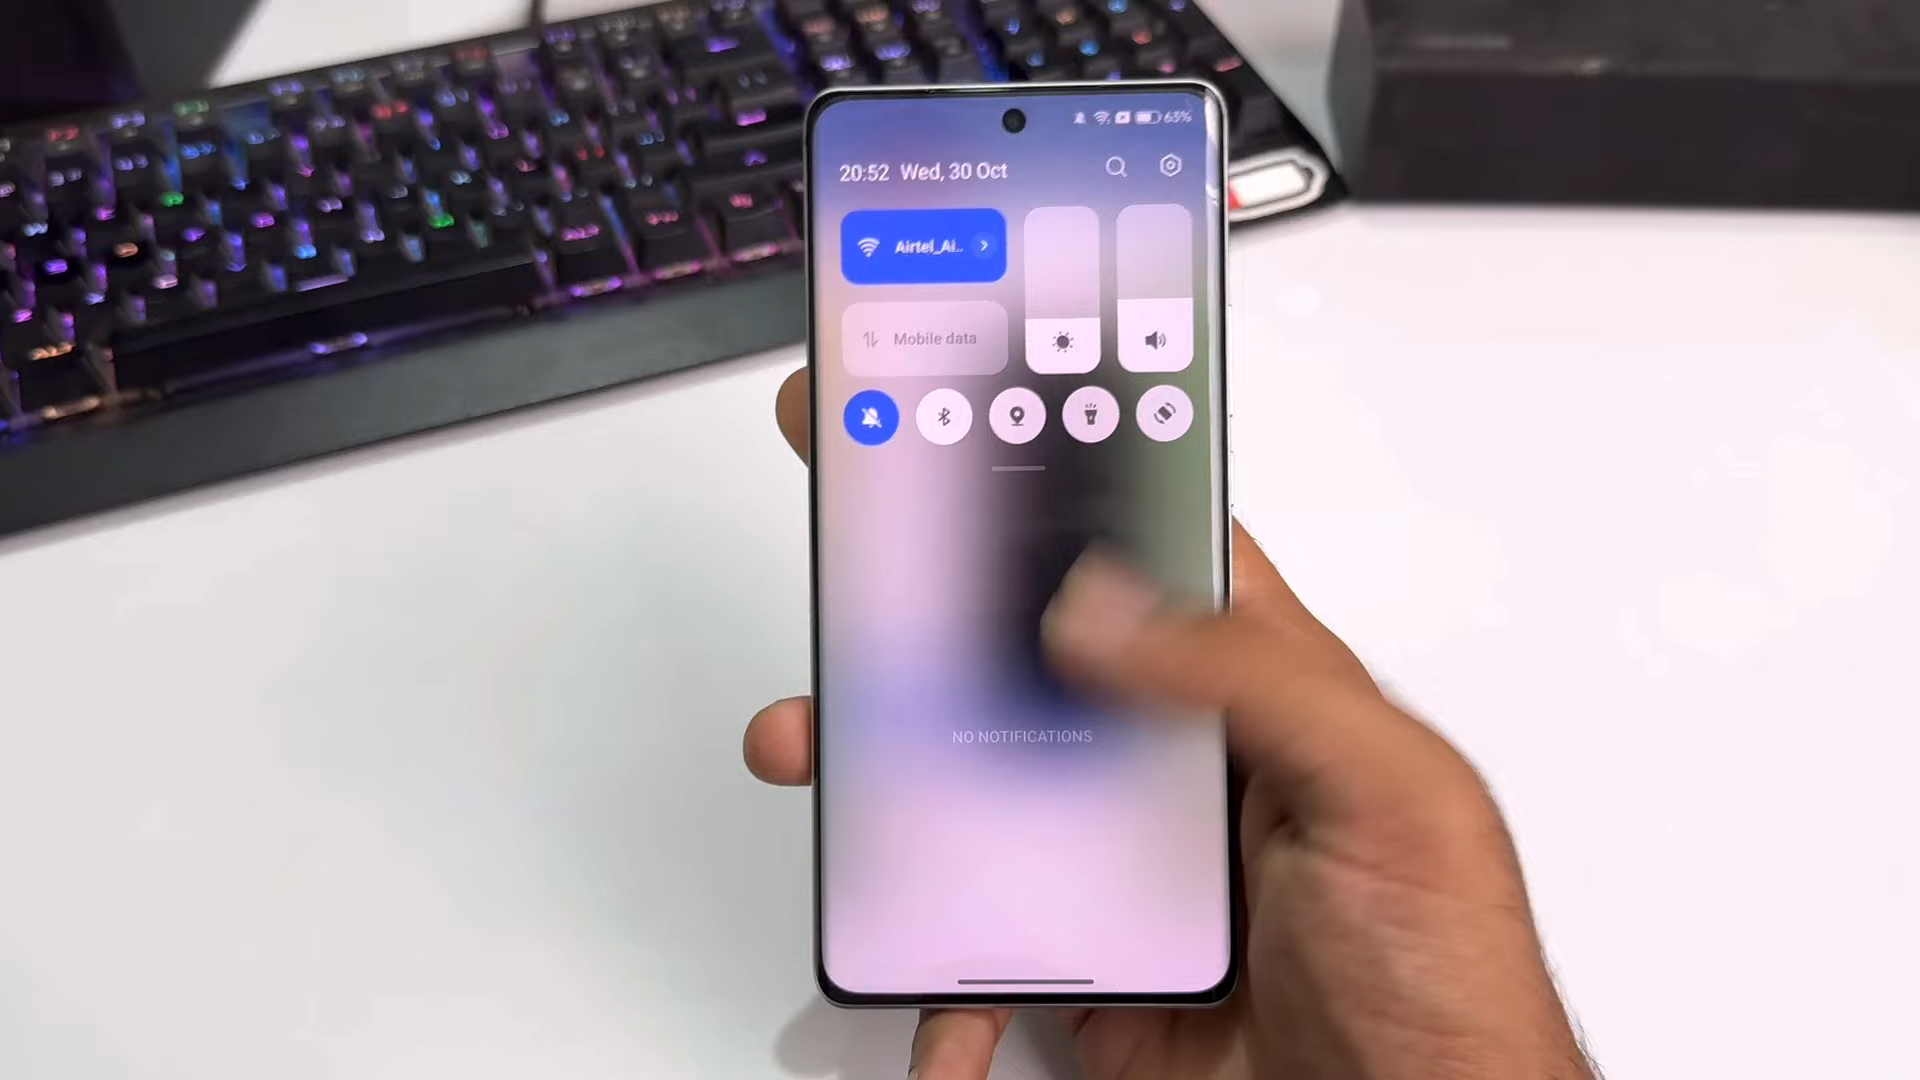 63%
20:52 Wed, 30 Oct
Airtel_Ai..
Mobile data
NO NOTIFICATIONS